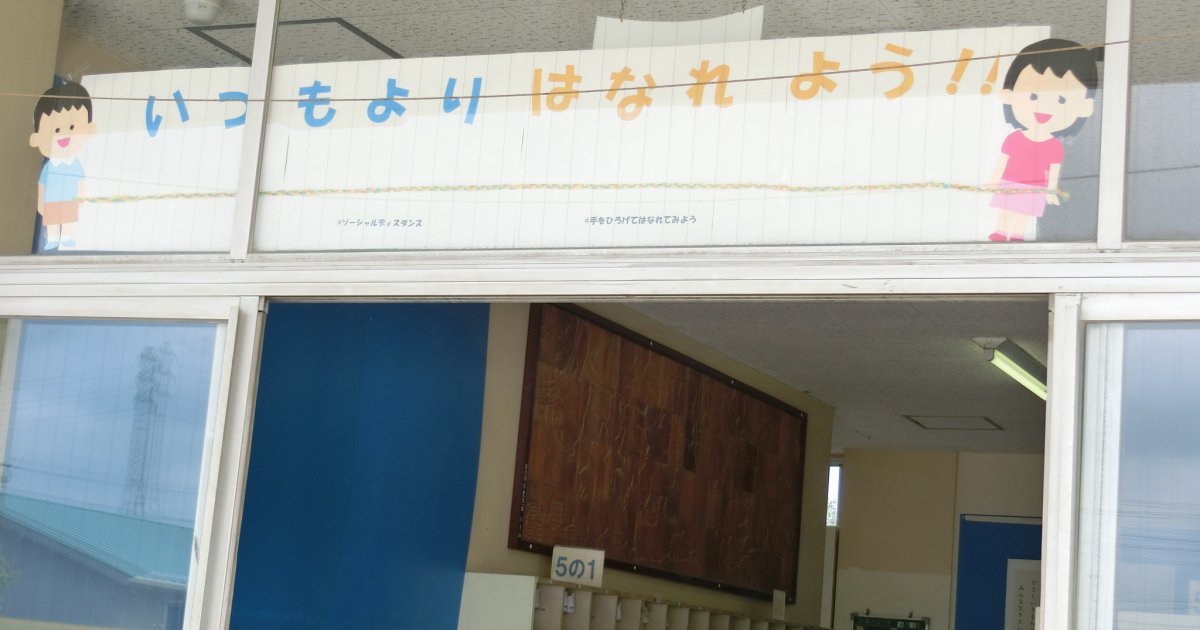 いつもより はなれ よう!!
#ソーシャルディスタンス
#手をひろげてはなれてみよう
5の1